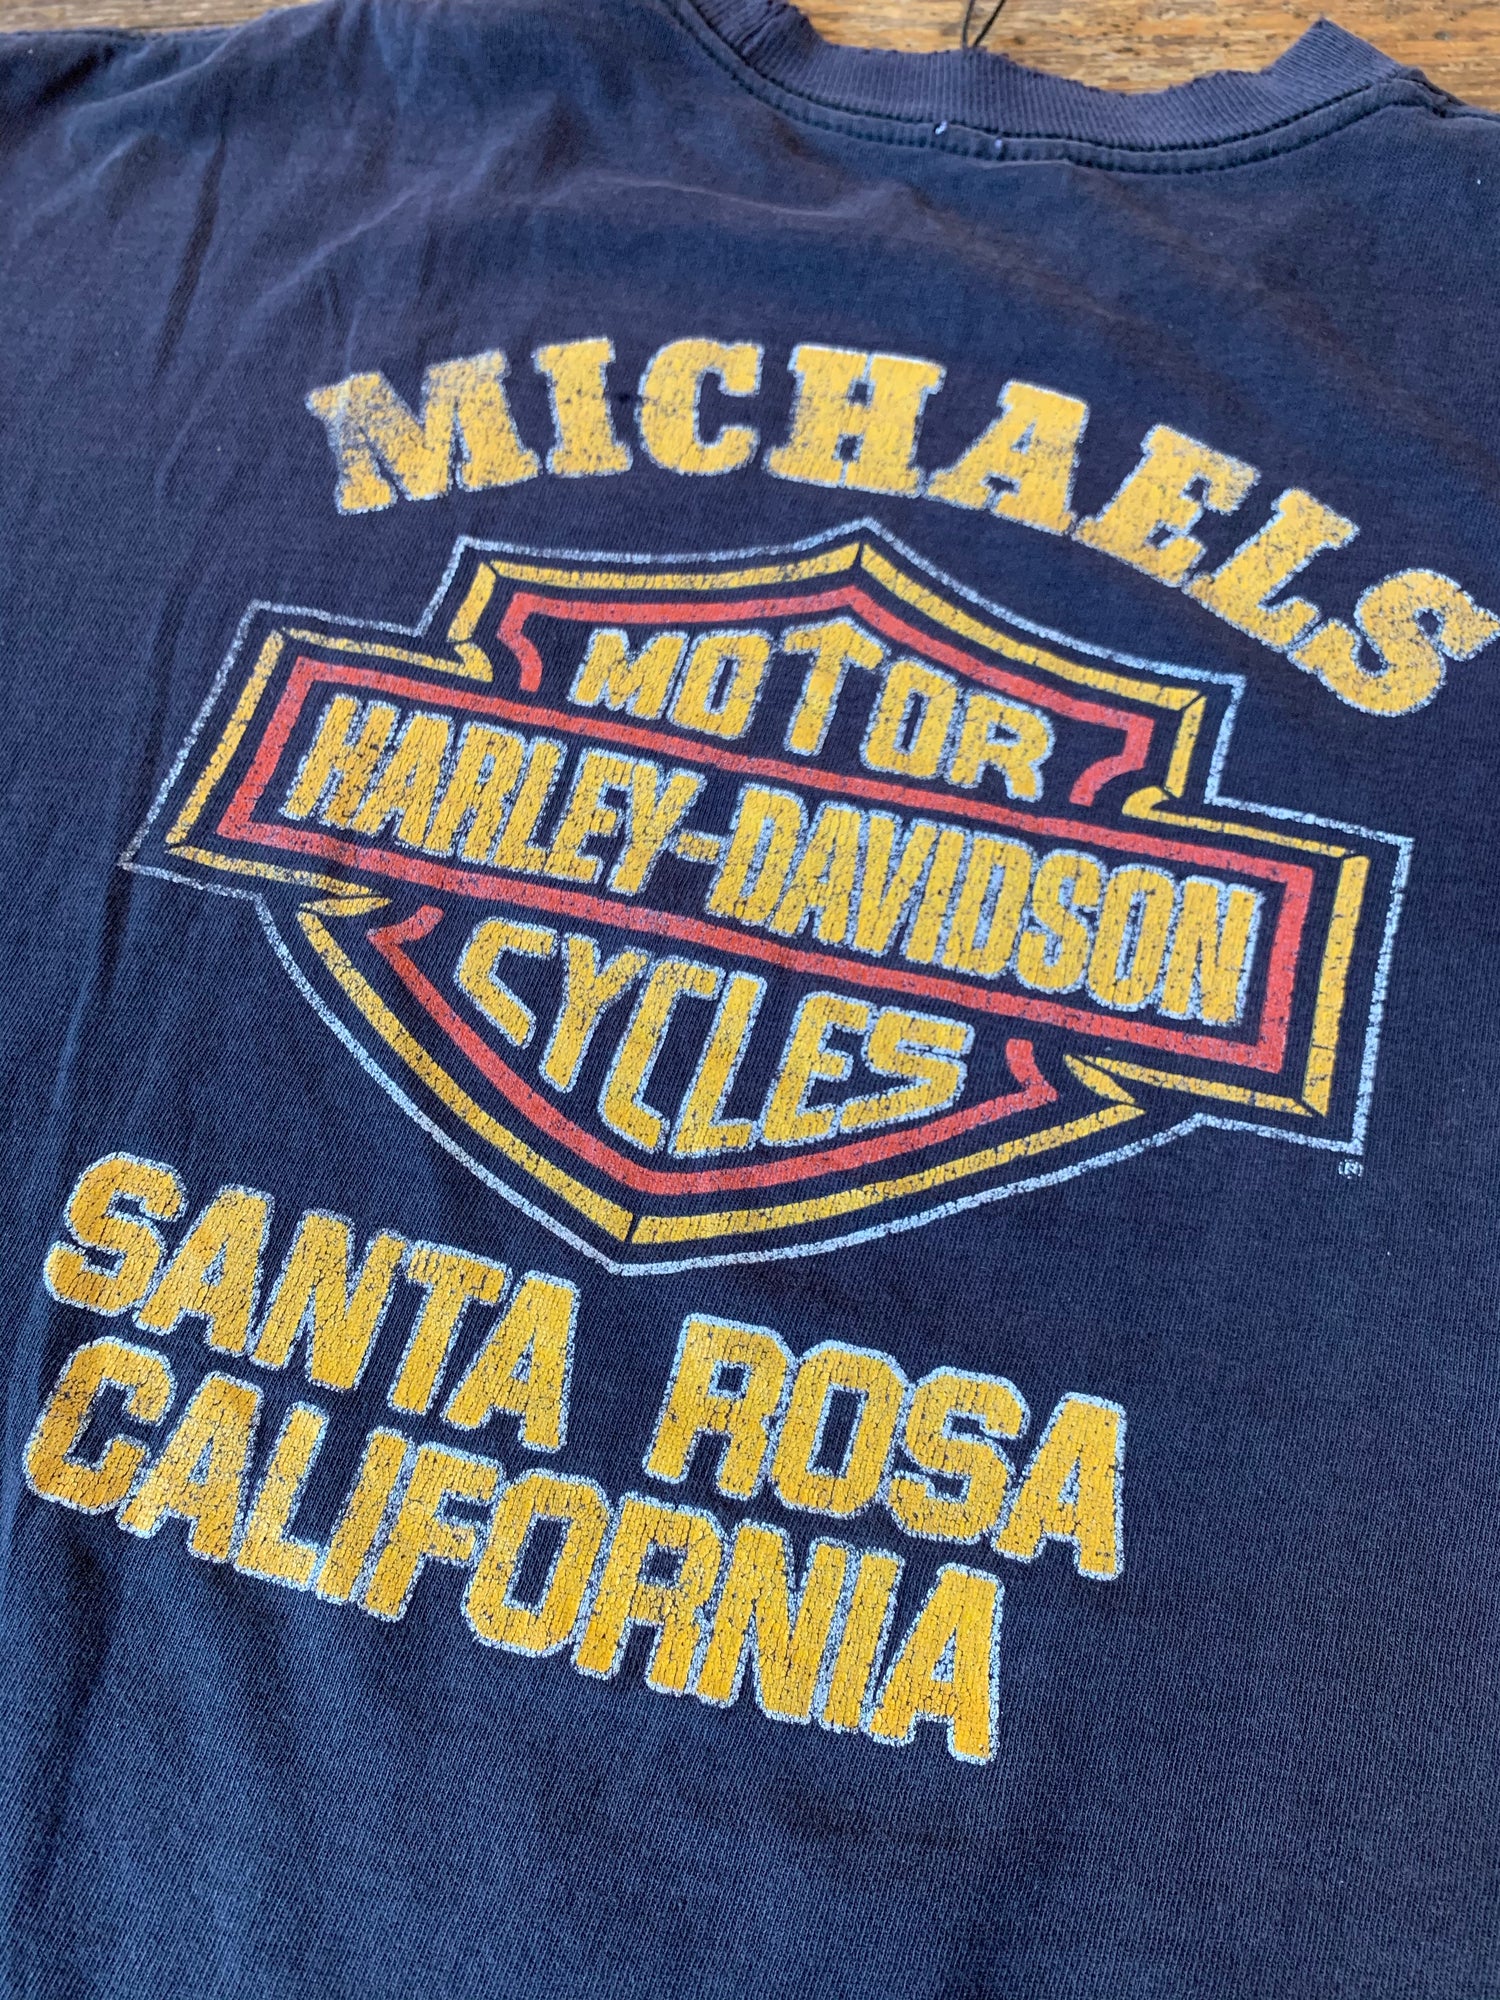 MICHAELS
MOTOR
HARLEY-DAVIDSON
CYCLES
SANTA ROSA
CALIFORNIA